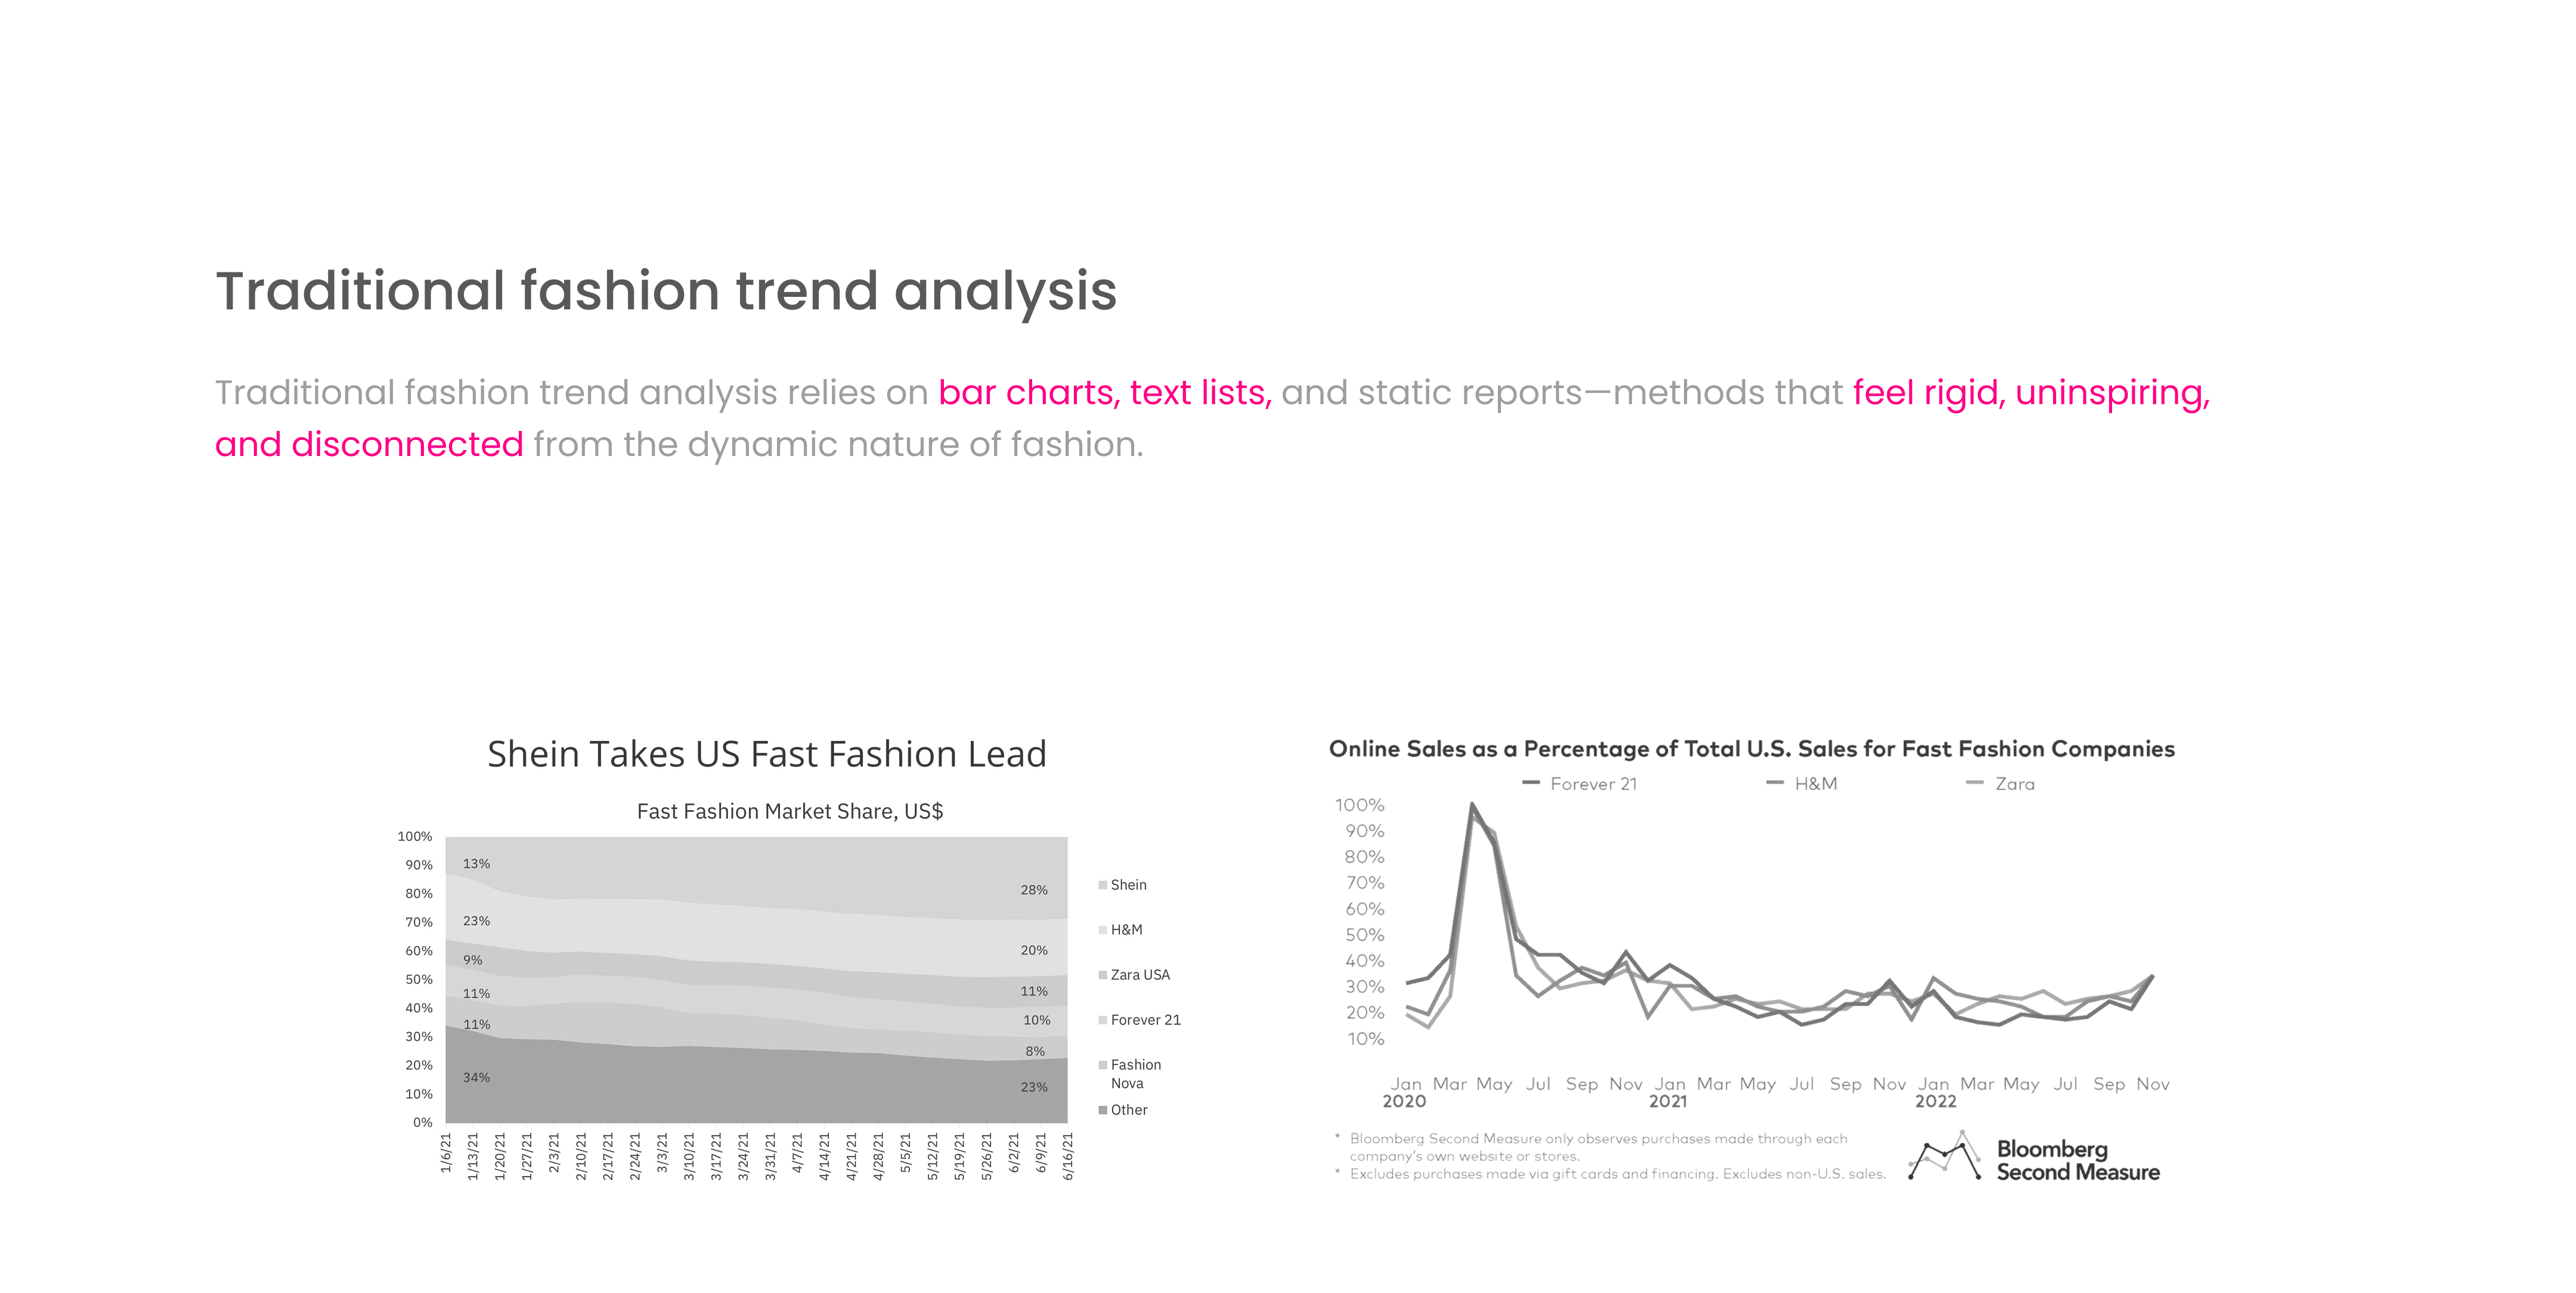 Traditional fashion trend analysis
Traditional fashion trend analysis relies on bar charts, text lists, and static reports—methods that feel rigid, uninspiring,
and disconnected from the dynamic nature of fashion.
Shein Takes US Fast Fashion Lead
Fast Fashion Market Share, US$
100%
90%
80%
70%
60%
50%
40%
30%
20%
10%
0%
13%
23%
9%
11%
11%
34%
28%
20%
11%
10%
8%
23%
Shein
H&M
Zara USA
Forever 21
Fashion
Nova
Other
1/6/21
1/13/21
1/20/21
1/27/21
2/3/21
2/10/21
2/17/21
2/24/21
3/3/21
3/10/21
3/17/21
3/24/21
3/31/21
4/7/21
4/14/21
4/21/21
4/28/21
5/5/21
5/12/21
5/19/21
5/26/21
6/2/21
6/9/21
6/16/21
Online Sales as a Percentage of Total U.S. Sales for Fast Fashion Companies
Forever 21 H&M Zara
100%
90%
80%
70%
60%
50%
40%
30%
20%
10%
Jan Mar May Jul Sep Nov Jan Mar May Jul Sep Nov Jan Mar May Jul Sep Nov
2020 2021 2022
* Bloomberg Second Measure only observes purchases made through each
company's own website or stores.
* Excludes purchases made via gift cards and financing. Excludes non-U.S. sales.
Bloomberg
Second Measure